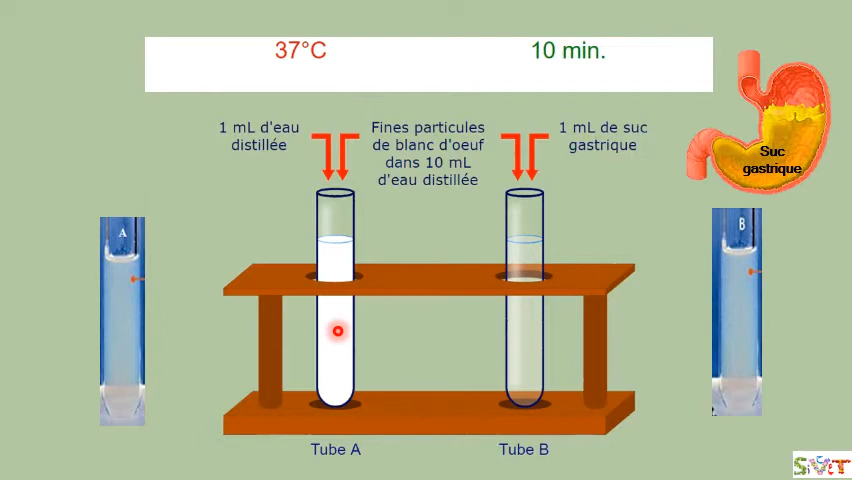 37°C
10 min.
1 mL d'eau
distillée
Fines particules
de blanc d'oeuf
dans 10 mL
d'eau distillée
1 mL de suc
gastrique
Suc
gastrique
A
B
Tube A
Tube B
SiVeT